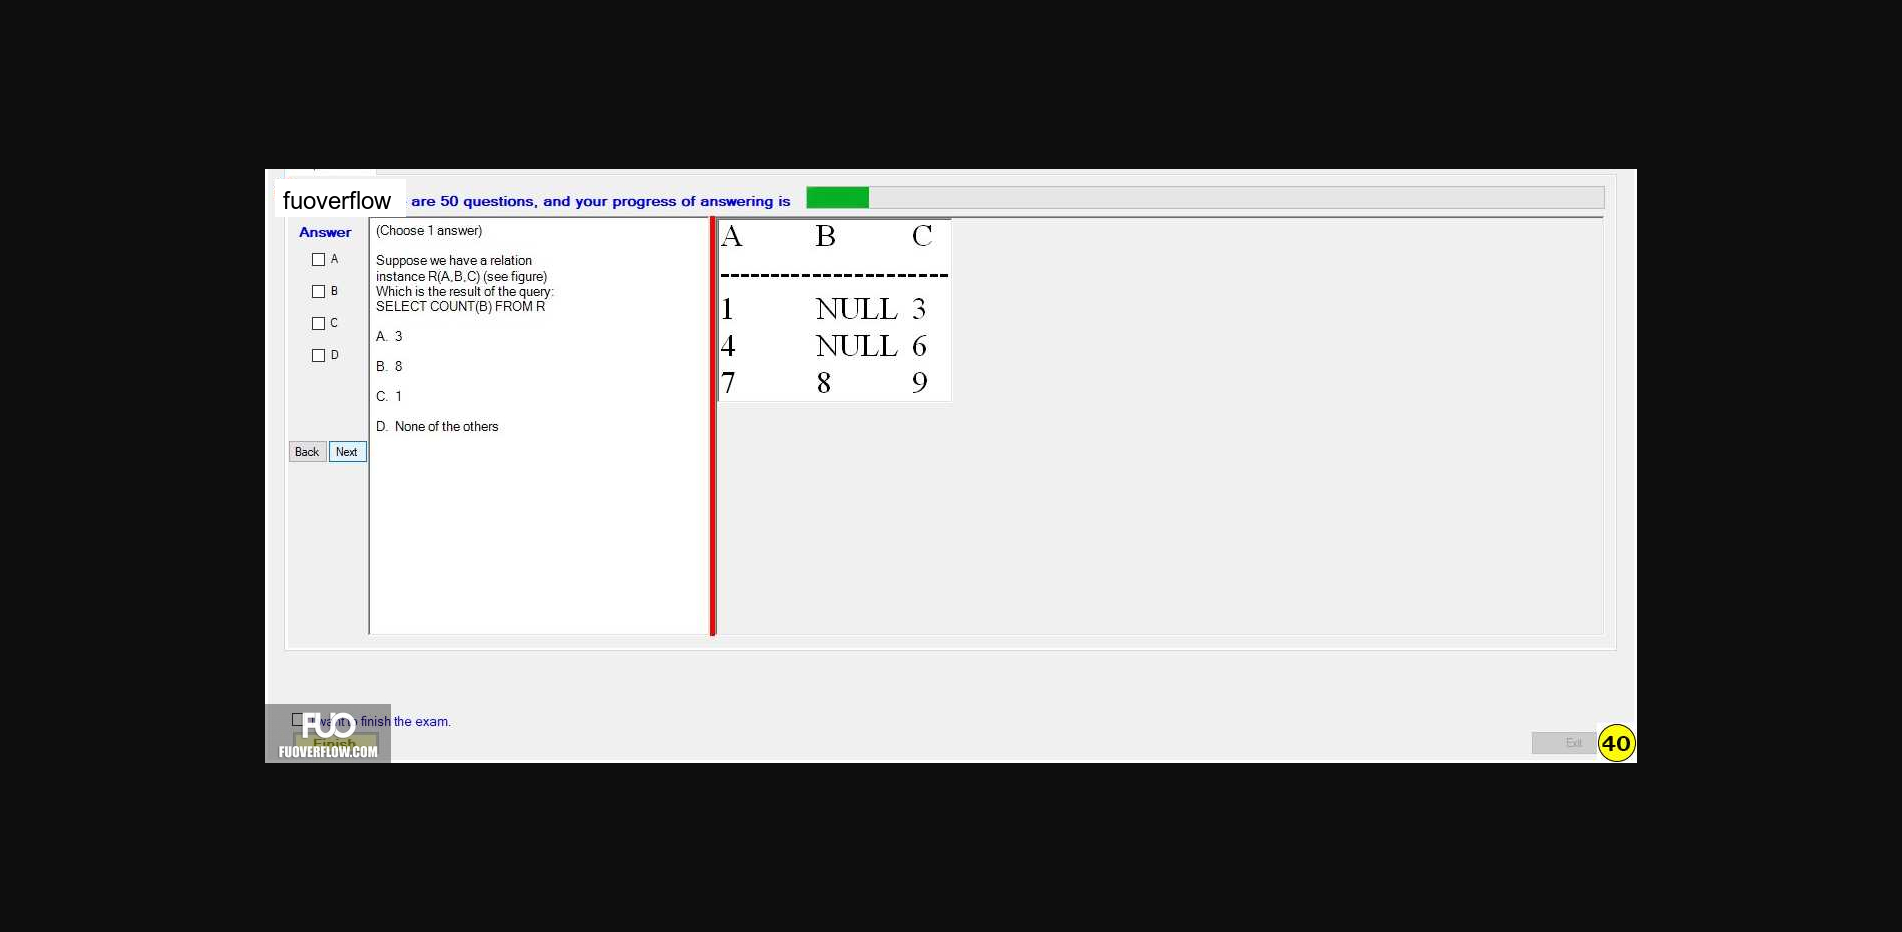 fuoverflow are 50 questions, and your progress of answering is
Answer
A
B
C
D
Back Next
(Choose 1 answer)
Suppose we have a relation
instance R(A,B,C) (see figure)
Which is the result of the query:
SELECT COUNT(B) FROM R
A. 3
B. 8
C. 1
D. None of the others
A B C
---------------------
1 NULL 3
4 NULL 6
7 8 9
I want to finish the exam.
FUO
Finish
FUOVERFLOW.COM
Exit
40